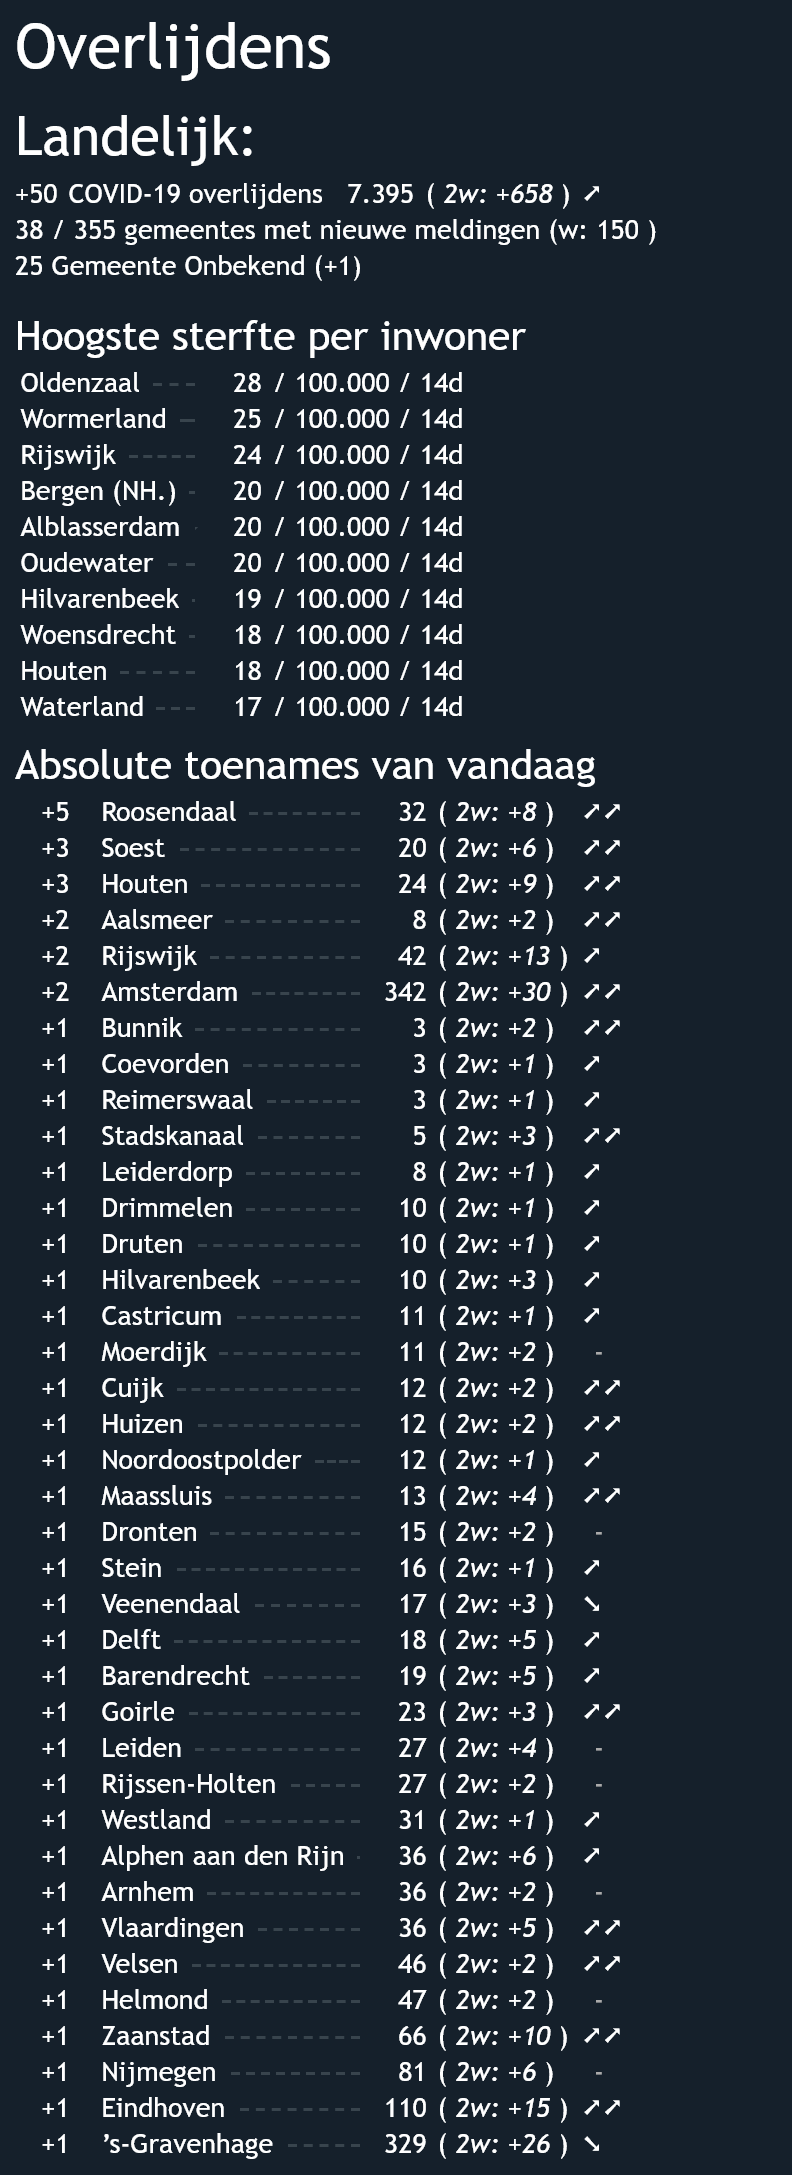 Overlijdens
Landelijk:
+50 COVID-19 overlijdens 7.395 ( 2w: +658 ) ➚
38 / 355 gemeentes met nieuwe meldingen (w: 150 )
25 Gemeente Onbekend (+1)
Hoogste sterfte per inwoner
Oldenzaal --- 28 / 100.000 / 14d
Wormerland – 25 / 100.000 / 14d
Rijswijk ----- 24 / 100.000 / 14d
Bergen (NH.) - 20 / 100.000 / 14d
Alblasserdam · 20 / 100.000 / 14d
Oudewater -- 20 / 100.000 / 14d
Hilvarenbeek · 19 / 100.000 / 14d
Woensdrecht - 18 / 100.000 / 14d
Houten ----- 18 / 100.000 / 14d
Waterland --- 17 / 100.000 / 14d
Absolute toenames van vandaag
+5 Roosendaal -------- 32 ( 2w: +8 ) ➚➚
+3 Soest ------------- 20 ( 2w: +6 ) ➚➚
+3 Houten ----------- 24 ( 2w: +9 ) ➚➚
+2 Aalsmeer --------- 8 ( 2w: +2 ) ➚➚
+2 Rijswijk ---------- 42 ( 2w: +13 ) ➚
+2 Amsterdam -------- 342 ( 2w: +30 ) ➚➚
+1 Bunnik ----------- 3 ( 2w: +2 ) ➚➚
+1 Coevorden -------- 3 ( 2w: +1 ) ➚
+1 Reimerswaal ------- 3 ( 2w: +1 ) ➚
+1 Stadskanaal ------- 5 ( 2w: +3 ) ➚➚
+1 Leiderdorp -------- 8 ( 2w: +1 ) ➚
+1 Drimmelen -------- 10 ( 2w: +1 ) ➚
+1 Druten ----------- 10 ( 2w: +1 ) ➚
+1 Hilvarenbeek ------ 10 ( 2w: +3 ) ➚
+1 Castricum --------- 11 ( 2w: +1 ) ➚
+1 Moerdijk ---------- 11 ( 2w: +2 ) -
+1 Cuijk ------------ 12 ( 2w: +2 ) ➚➚
+1 Huizen ----------- 12 ( 2w: +2 ) ➚➚
+1 Noordoostpolder ---- 12 ( 2w: +1 ) ➚
+1 Maassluis --------- 13 ( 2w: +4 ) ➚➚
+1 Dronten ---------- 15 ( 2w: +2 ) -
+1 Stein ------------- 16 ( 2w: +1 ) ➚
+1 Veenendaal ------- 17 ( 2w: +3 ) ➘
+1 Delft ------------- 18 ( 2w: +5 ) ➚
+1 Barendrecht ------- 19 ( 2w: +5 ) ➚
+1 Goirle ------------ 23 ( 2w: +3 ) ➚➚
+1 Leiden ----------- 27 ( 2w: +4 ) -
+1 Rijssen-Holten ----- 27 ( 2w: +2 ) -
+1 Westland --------- 31 ( 2w: +1 ) ➚
+1 Alphen aan den Rijn · 36 ( 2w: +6 ) ➚
+1 Arnhem ----------- 36 ( 2w: +2 ) -
+1 Vlaardingen ------- 36 ( 2w: +5 ) ➚➚
+1 Velsen ------------ 46 ( 2w: +2 ) ➚➚
+1 Helmond ---------- 47 ( 2w: +2 ) -
+1 Zaanstad --------- 66 ( 2w: +10 ) ➚➚
+1 Nijmegen --------- 81 ( 2w: +6 ) -
+1 Eindhoven -------- 110 ( 2w: +15 ) ➚➚
+1 ’s-Gravenhage ----- 329 ( 2w: +26 ) ➘